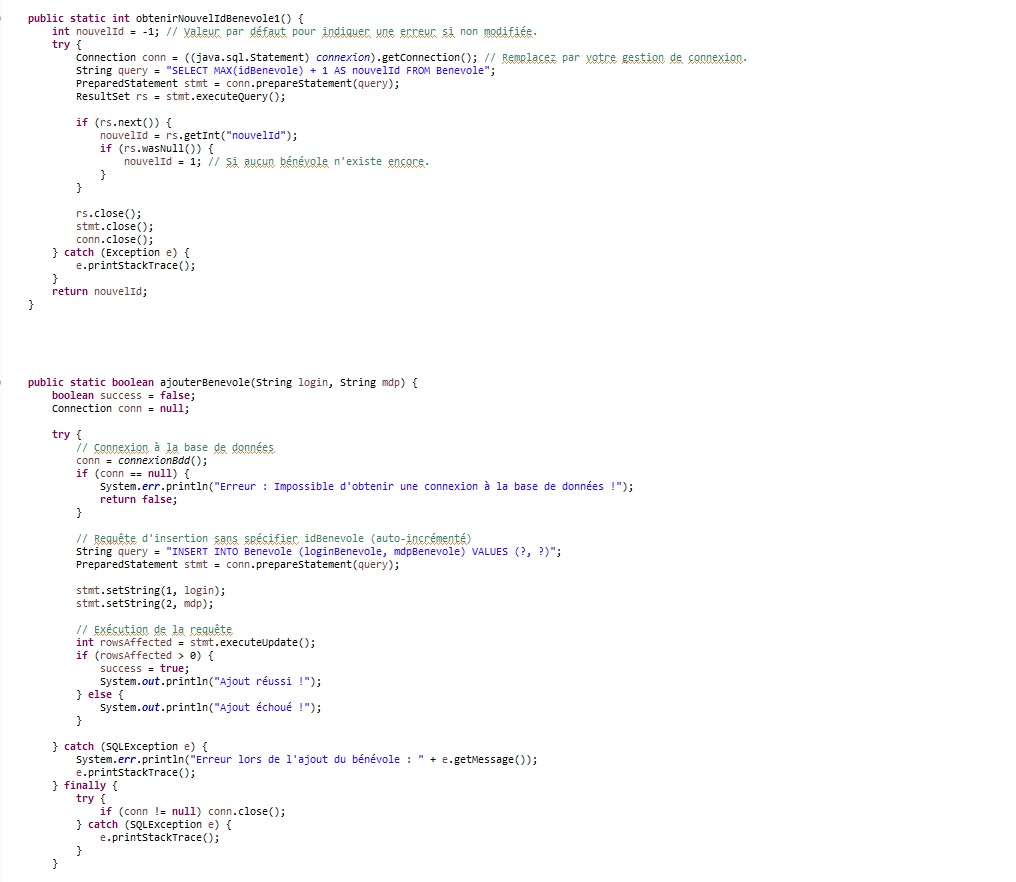 public static int obtenirNouvelIdBenevole1() {
    int nouvelId = -1; // Valeur par défaut pour indiquer une erreur si non modifiée.
    try {
        Connection conn = ((java.sql.Statement) connexion).getConnection(); // Remplacez par votre gestion de connexion.
        String query = "SELECT MAX(idBenevole) + 1 AS nouvelId FROM Benevole";
        PreparedStatement stmt = conn.prepareStatement(query);
        ResultSet rs = stmt.executeQuery();

        if (rs.next()) {
            nouvelId = rs.getInt("nouvelId");
            if (rs.wasNull()) {
                nouvelId = 1; // Si aucun bénévole n'existe encore.
            }
        }

        rs.close();
        stmt.close();
        conn.close();
    } catch (Exception e) {
        e.printStackTrace();
    }
    return nouvelId;
}

public static boolean ajouterBenevole(String login, String mdp) {
    boolean success = false;
    Connection conn = null;

    try {
        // Connexion à la base de données
        conn = connexionBdd();
        if (conn == null) {
            System.err.println("Erreur : Impossible d'obtenir une connexion à la base de données !");
            return false;
        }

        // Requête d'insertion sans spécifier idBenevole (auto-incrémenté)
        String query = "INSERT INTO Benevole (loginBenevole, mdpBenevole) VALUES (?, ?)";
        PreparedStatement stmt = conn.prepareStatement(query);

        stmt.setString(1, login);
        stmt.setString(2, mdp);

        // Exécution de la requête
        int rowsAffected = stmt.executeUpdate();
        if (rowsAffected > 0) {
            success = true;
            System.out.println("Ajout réussi !");
        } else {
            System.out.println("Ajout échoué !");
        }

    } catch (SQLException e) {
        System.err.println("Erreur lors de l'ajout du bénévole : " + e.getMessage());
        e.printStackTrace();
    } finally {
        try {
            if (conn != null) conn.close();
        } catch (SQLException e) {
            e.printStackTrace();
        }
    }